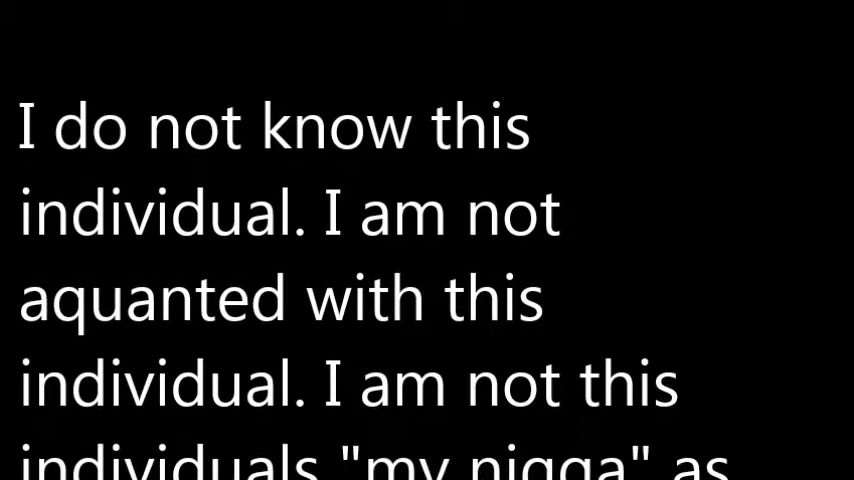 I do not know this
individual. I am not
aquanted with this
individual. I am not this
individuals "my nigga" as